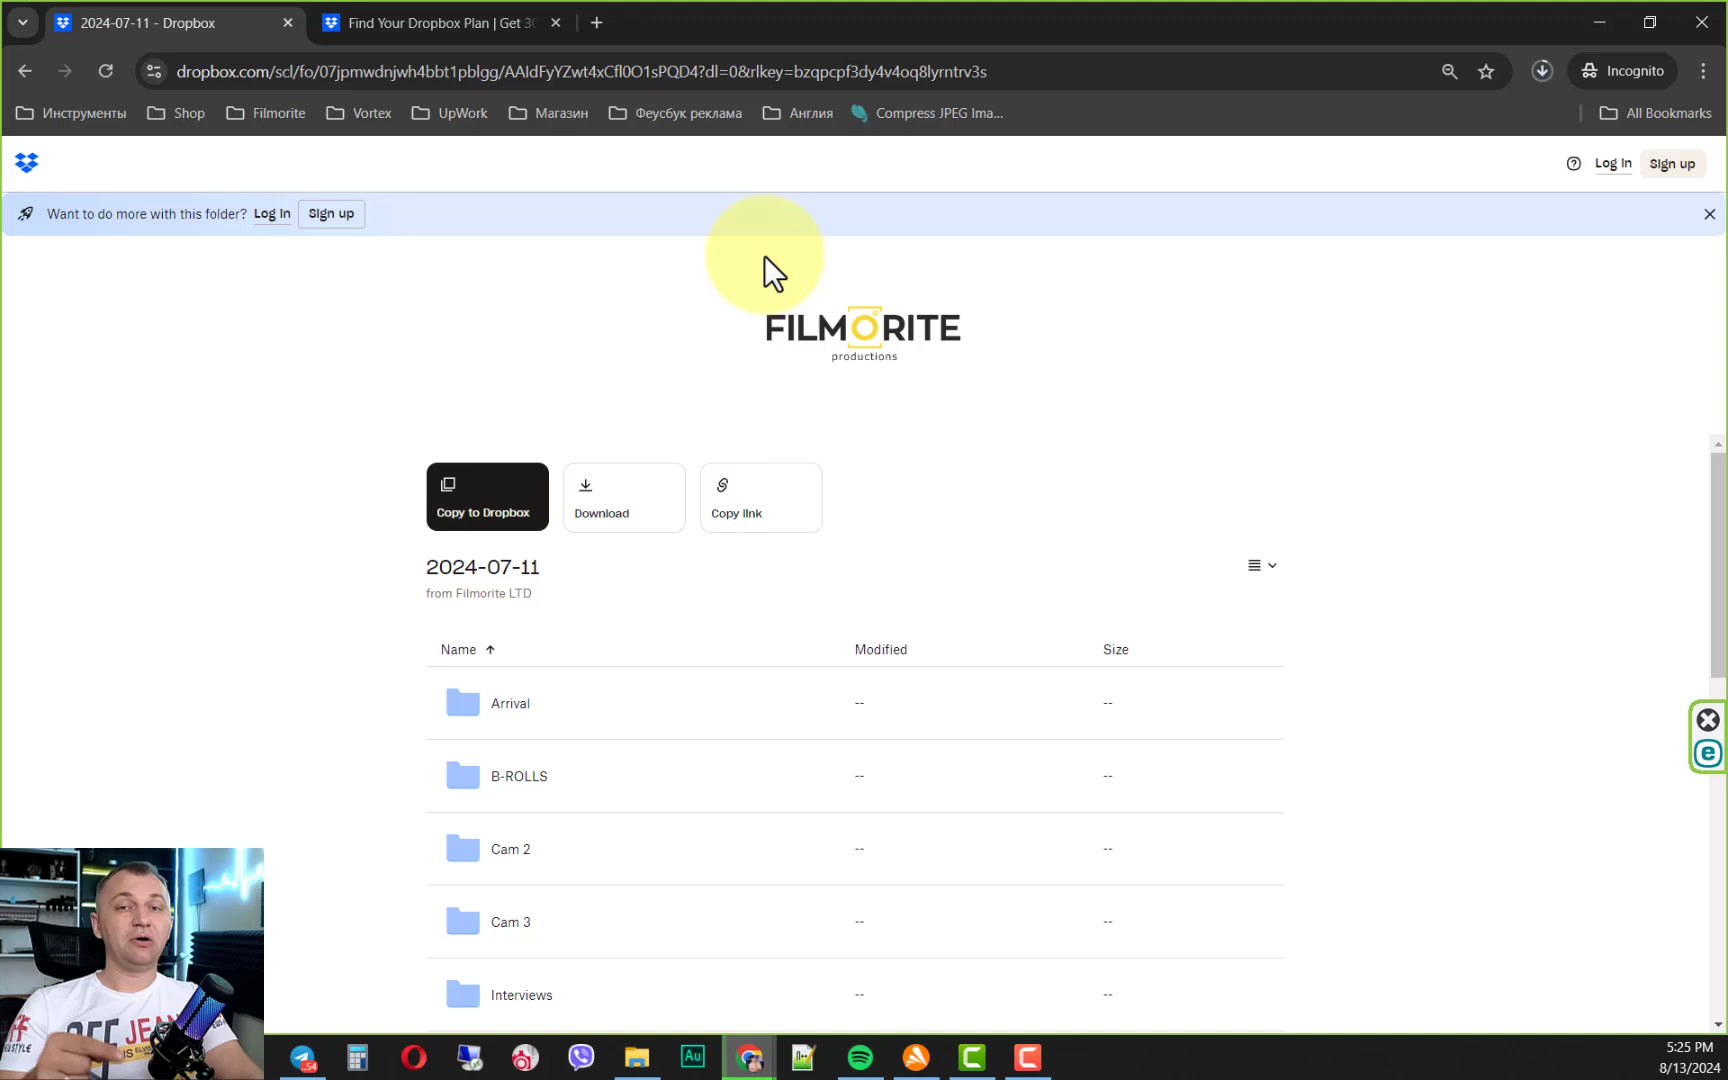 2024-07-11 - Dropbox
Find Your Dropbox Plan | Get 30
dropbox.com/scl/fo/07jpmwdnjwh4bbt1pblgg/AAIdFyYZwt4xCfl0O1sPQD4?dl=0&rlkey=bzqpcpf3dy4v4oq8lyrntrv3s
Incognito
Инструменты
Shop
Filmorite
Vortex
UpWork
Магазин
Феусбук реклама
Англия
Compress JPEG Ima...
All Bookmarks
Log in
Sign up
Want to do more with this folder? Log in Sign up
FILMORITE
productions
Copy to Dropbox
Download
Copy link
2024-07-11
from Filmorite LTD
Name Modified Size
Arrival -- --
B-ROLLS -- --
Cam 2 -- --
Cam 3 -- --
Interviews -- --
54
Au
5:25 PM
8/13/2024